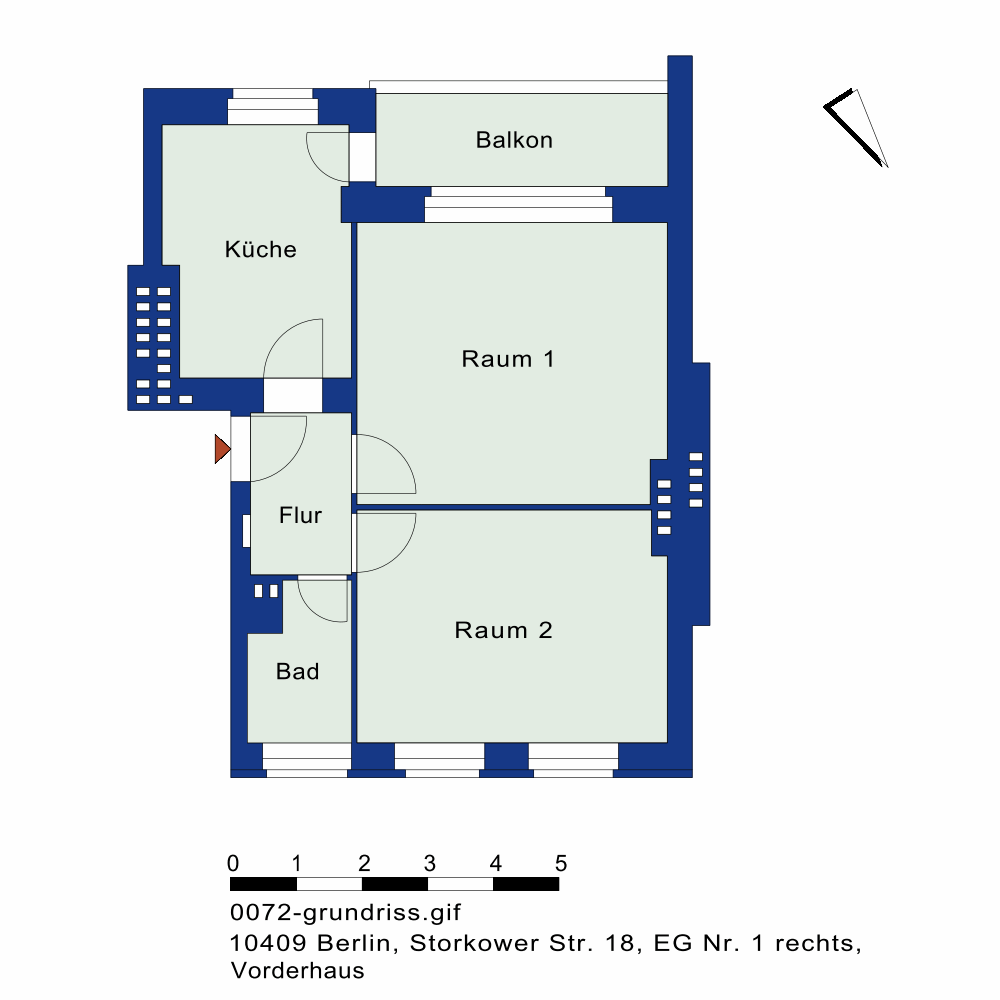 Balkon
Küche
Raum 1
Flur
Raum 2
Bad
0 1 2 3 4 5
0072-grundriss.gif
10409 Berlin, Storkower Str. 18, EG Nr. 1 rechts,
Vorderhaus